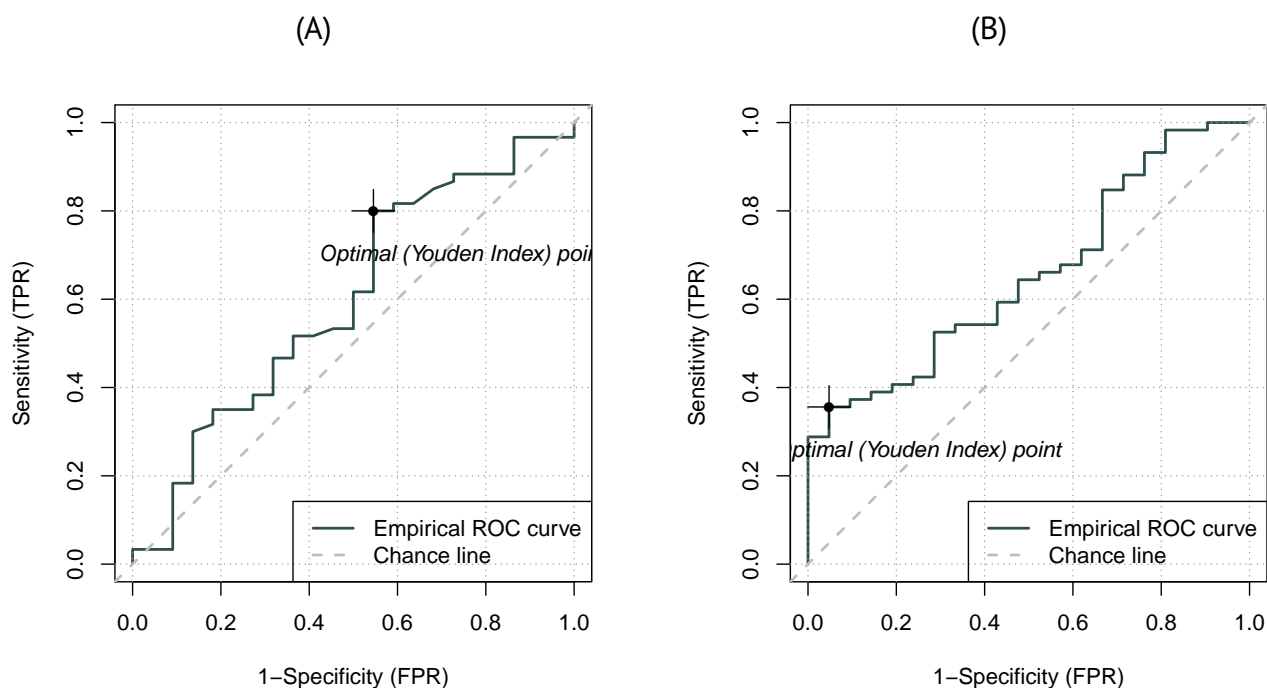 (A)
Sensitivity (TPR)
1.0
0.8
0.6
0.4
0.2
0.0
Optimal (Youden Index) poi
Empirical ROC curve
Chance line
0.0 0.2 0.4 0.6 0.8 1.0
1−Specificity (FPR)
(B)
Sensitivity (TPR)
1.0
0.8
0.6
0.4
0.2
0.0
ptimal (Youden Index) point
Empirical ROC curve
Chance line
0.0 0.2 0.4 0.6 0.8 1.0
1−Specificity (FPR)